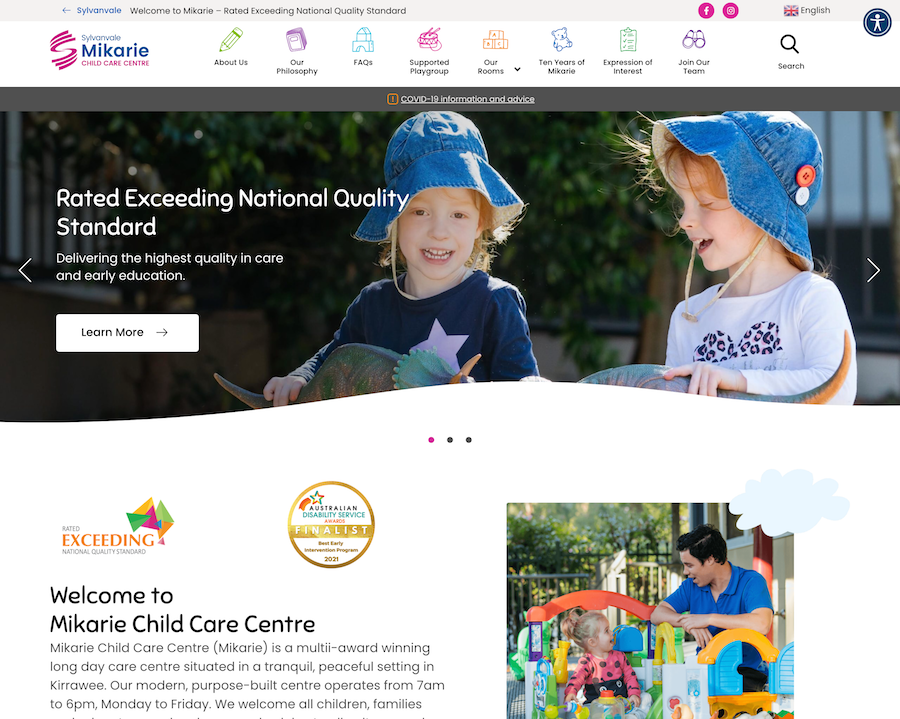 Sylvanvale
Welcome to Mikarie – Rated Exceeding National Quality Standard
English
Sylvanvale
Mikarie
CHILD CARE CENTRE
About Us
Our
Philosophy
FAQs
Supported
Playgroup
Our
Rooms
Ten Years of
Mikarie
Expression of
Interest
Join Our
Team
Search
COVID-19 information and advice
Rated Exceeding National Quality
Standard
Delivering the highest quality in care
and early education.
Learn More
RATED
EXCEEDING
NATIONAL QUALITY STANDARD
AUSTRALIAN
DISABILITY SERVICE
AWARDS
FINALIST
Best Early
Intervention Program
2021
Welcome to
Mikarie Child Care Centre
Mikarie Child Care Centre (Mikarie) is a multii-award winning
long day care centre situated in a tranquil, peaceful setting in
Kirrawee. Our modern, purpose-built centre operates from 7am
to 6pm, Monday to Friday. We welcome all children, families